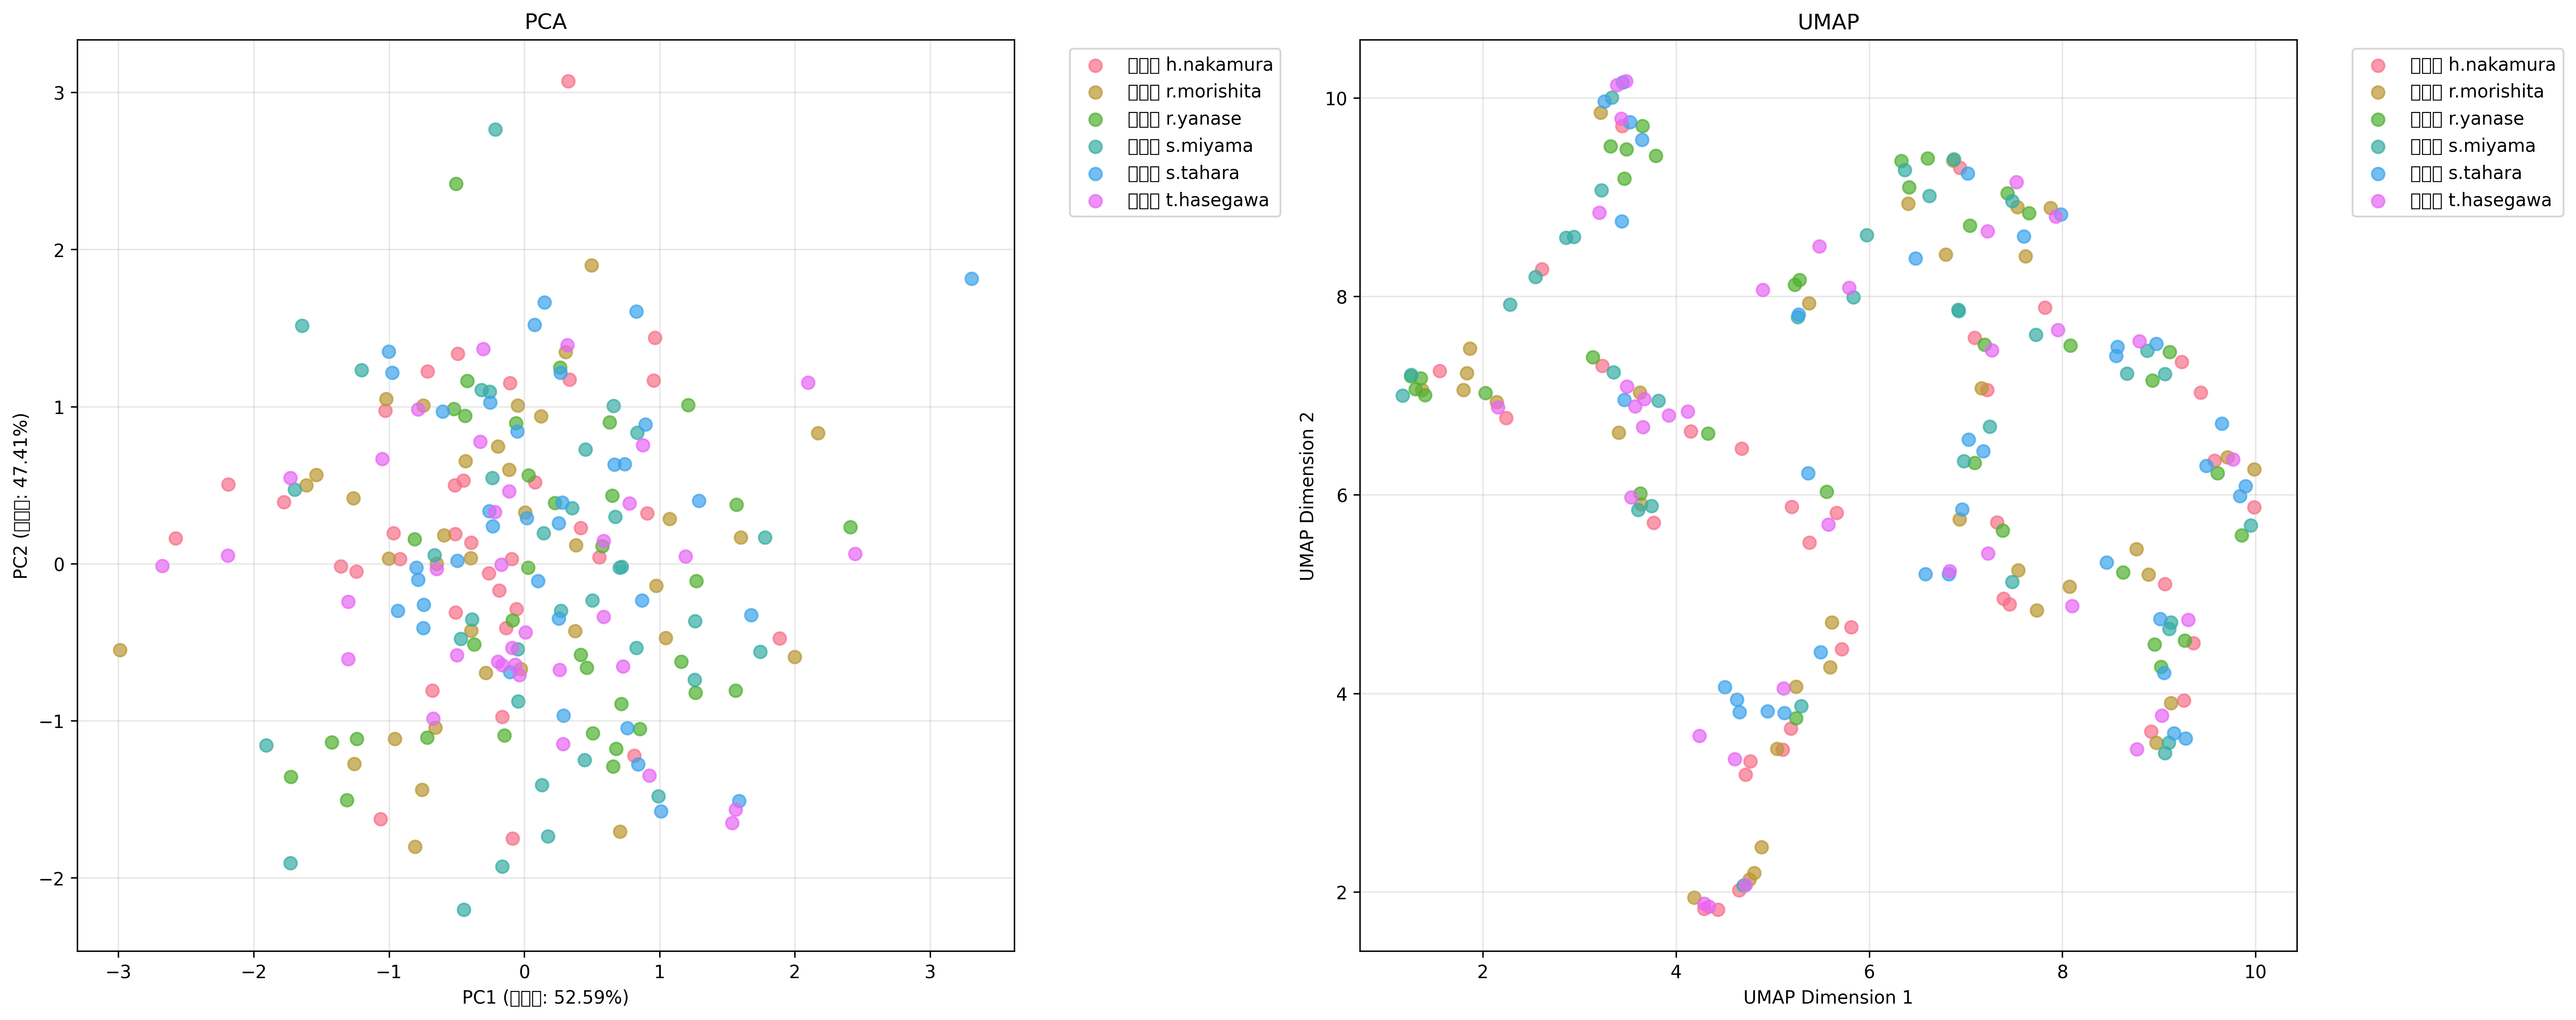 PCA
3
2
1
0
−1
−2
−3
−2
−1
0
1
2
3
PC1 (□□□: 52.59%)
PC2 (□□□: 47.41%)
□□□ h.nakamura
□□□ r.morishita
□□□ r.yanase
□□□ s.miyama
□□□ s.tahara
□□□ t.hasegawa
UMAP
10
8
6
4
2
2
4
6
8
10
UMAP Dimension 1
UMAP Dimension 2
□□□ h.nakamura
□□□ r.morishita
□□□ r.yanase
□□□ s.miyama
□□□ s.tahara
□□□ t.hasegawa